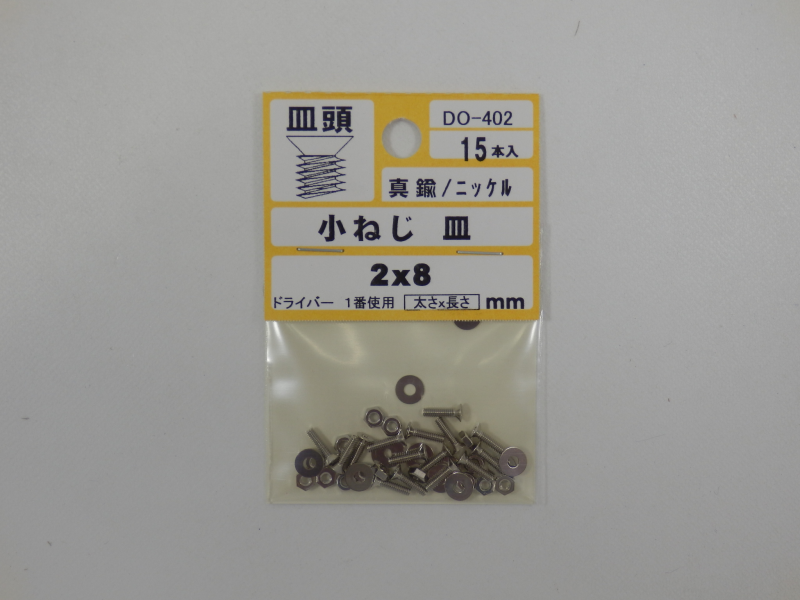 皿頭
DO-402
15本入
真鍮/ニッケル
小ねじ 皿
2x8
ドライバー 1番使用 太さx長さ mm